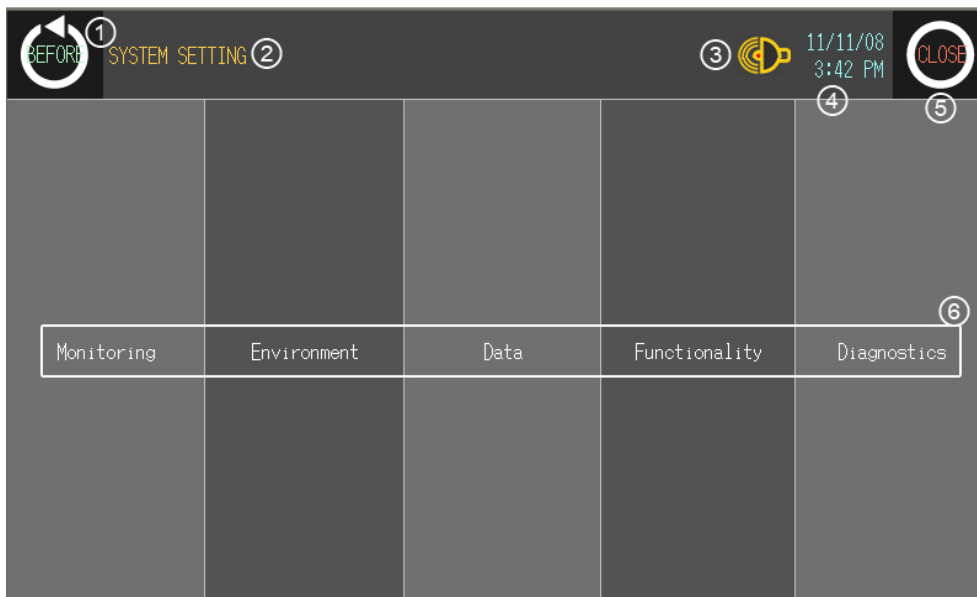 BEFORE ① SYSTEM SETTING ② ③ 11/11/08 CLOSE
3:42 PM
④ ⑤
⑥
Monitoring Environment Data Functionality Diagnostics